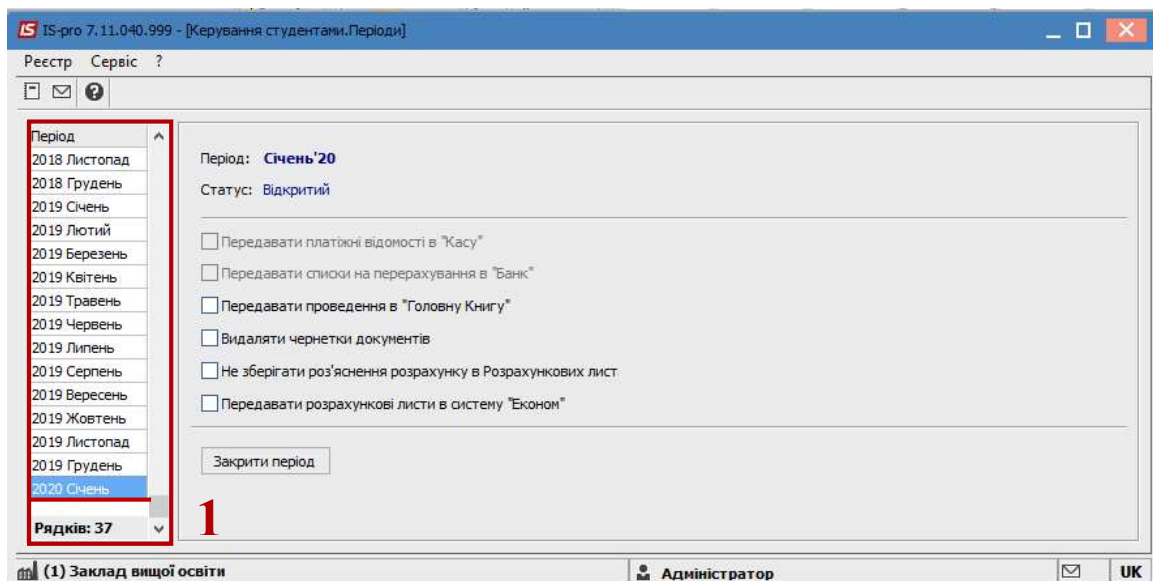 IS-pro 7.11.040.999 - [Керування студентами.Періоди]
Реєстр Сервіс ?
Період
2018 Листопад
2018 Грудень
2019 Січень
2019 Лютий
2019 Березень
2019 Квітень
2019 Травень
2019 Червень
2019 Липень
2019 Серпень
2019 Вересень
2019 Жовтень
2019 Листопад
2019 Грудень
2020 Січень
Рядків: 37
1
Період: Січень'20
Статус: Відкритий
Передавати платіжні відомості в "Касу"
Передавати списки на перерахування в "Банк"
Передавати проведення в "Головну Книгу"
Видаляти чернетки документів
Не зберігати роз'яснення розрахунку в Розрахункових лист
Передавати розрахункові листи в систему "Економ"
Закрити період
(1) Заклад вищої освіти
Адміністратор
UK